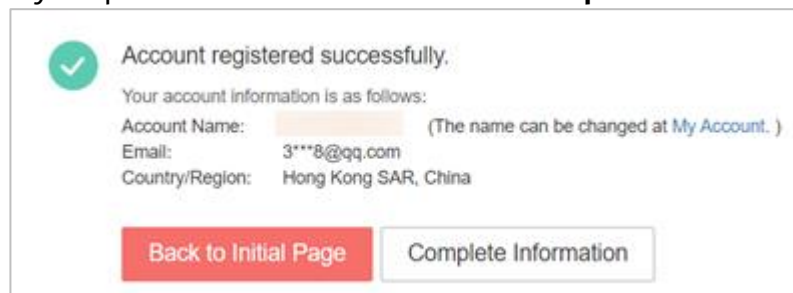 Account registered successfully.
Your account information is as follows:
Account Name: (The name can be changed at My Account. )
Email: 3***8@qq.com
Country/Region: Hong Kong SAR, China
Back to Initial Page Complete Information